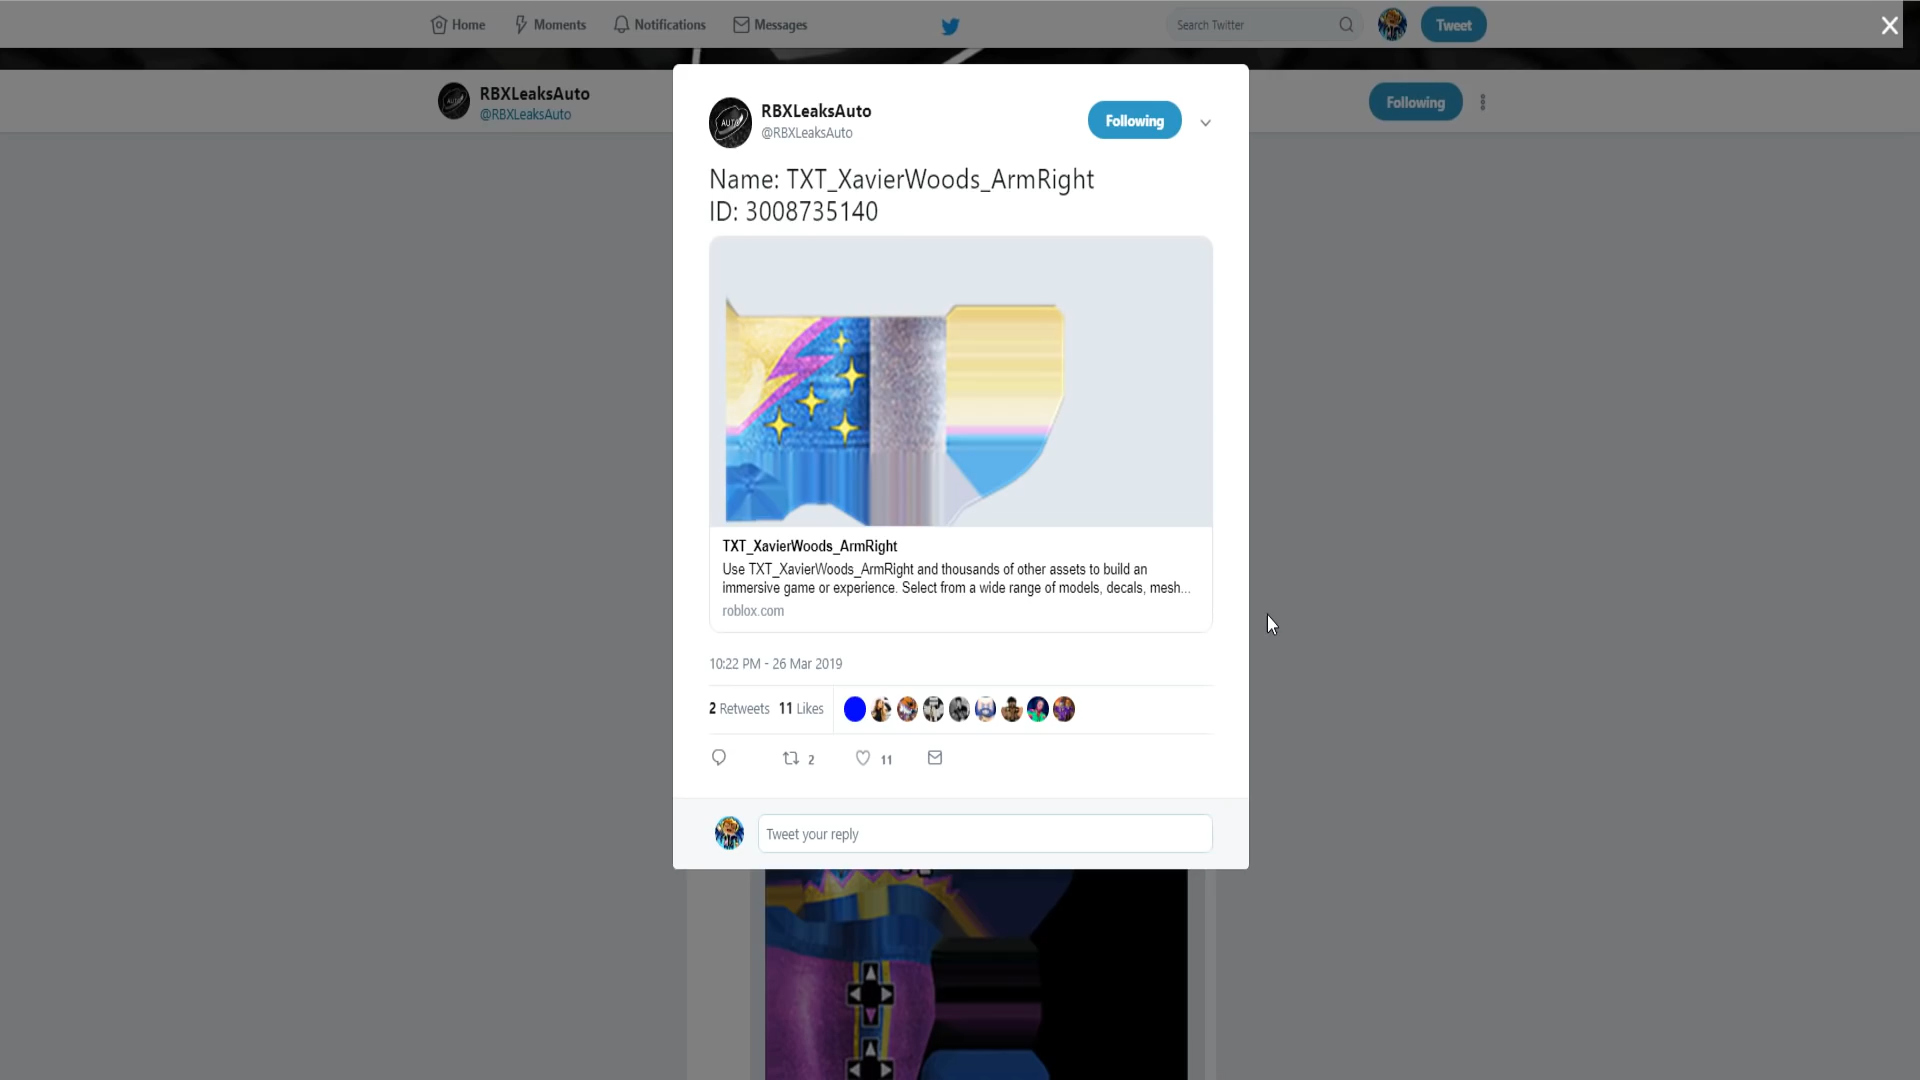 Home
Moments
Notifications
Messages
Search Twitter
Tweet
RBXLeaksAuto
@RBXLeaksAuto
Following
AUTO
RBXLeaksAuto
@RBXLeaksAuto
Following
Name: TXT_XavierWoods_ArmRight
ID: 3008735140
TXT_XavierWoods_ArmRight
Use TXT_XavierWoods_ArmRight and thousands of other assets to build an
immersive game or experience. Select from a wide range of models, decals, mesh...
roblox.com
10:22 PM - 26 Mar 2019
2 Retweets 11 Likes
2 11
Tweet your reply